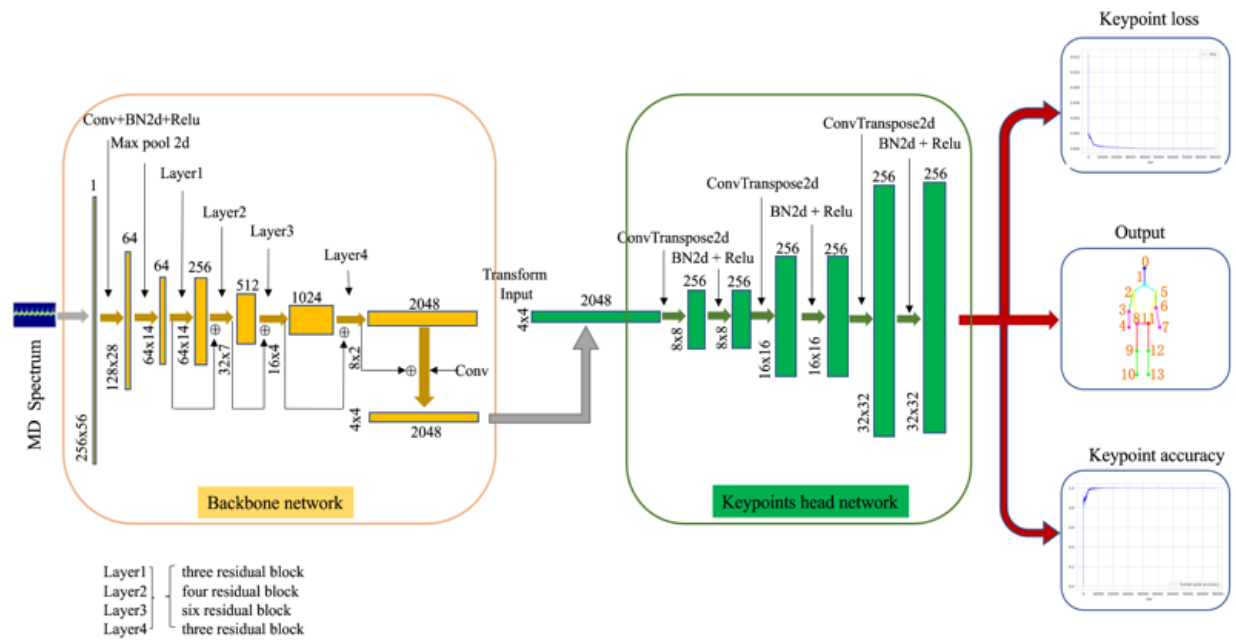 Keypoint loss
Conv+BN2d+Relu
Max pool 2d
Layer1
Layer2
Layer3
Layer4
1
64
64
256
512
1024
2048
MD Spectrum
256x56
128x28
64x14
64x14
32x7
16x4
8x2
Conv
4x4
2048
Backbone network
Transform
Input
4x4
2048
ConvTranspose2d
BN2d + Relu
ConvTranspose2d
BN2d + Relu
ConvTranspose2d
BN2d + Relu
256
256
256
256
256
256
8x8
8x8
16x16
16x16
32x32
32x32
Keypoints head network
Output
0
1
2 5
3 6
4 8 11 7
9 12
10 13
Keypoint accuracy
Layer1 three residual block
Layer2 four residual block
Layer3 six residual block
Layer4 three residual block